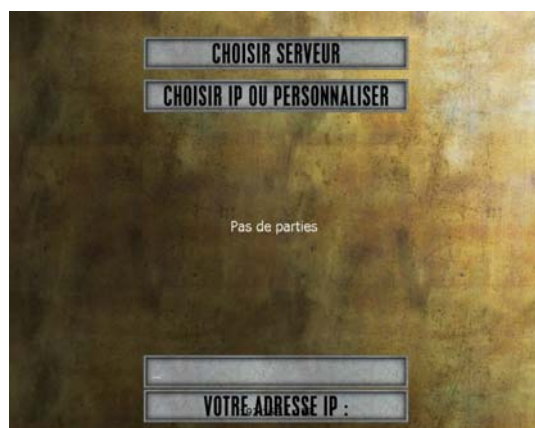 CHOISIR SERVEUR
CHOISIR IP OU PERSONNALISER
Pas de parties
VOTRE ADRESSE IP :